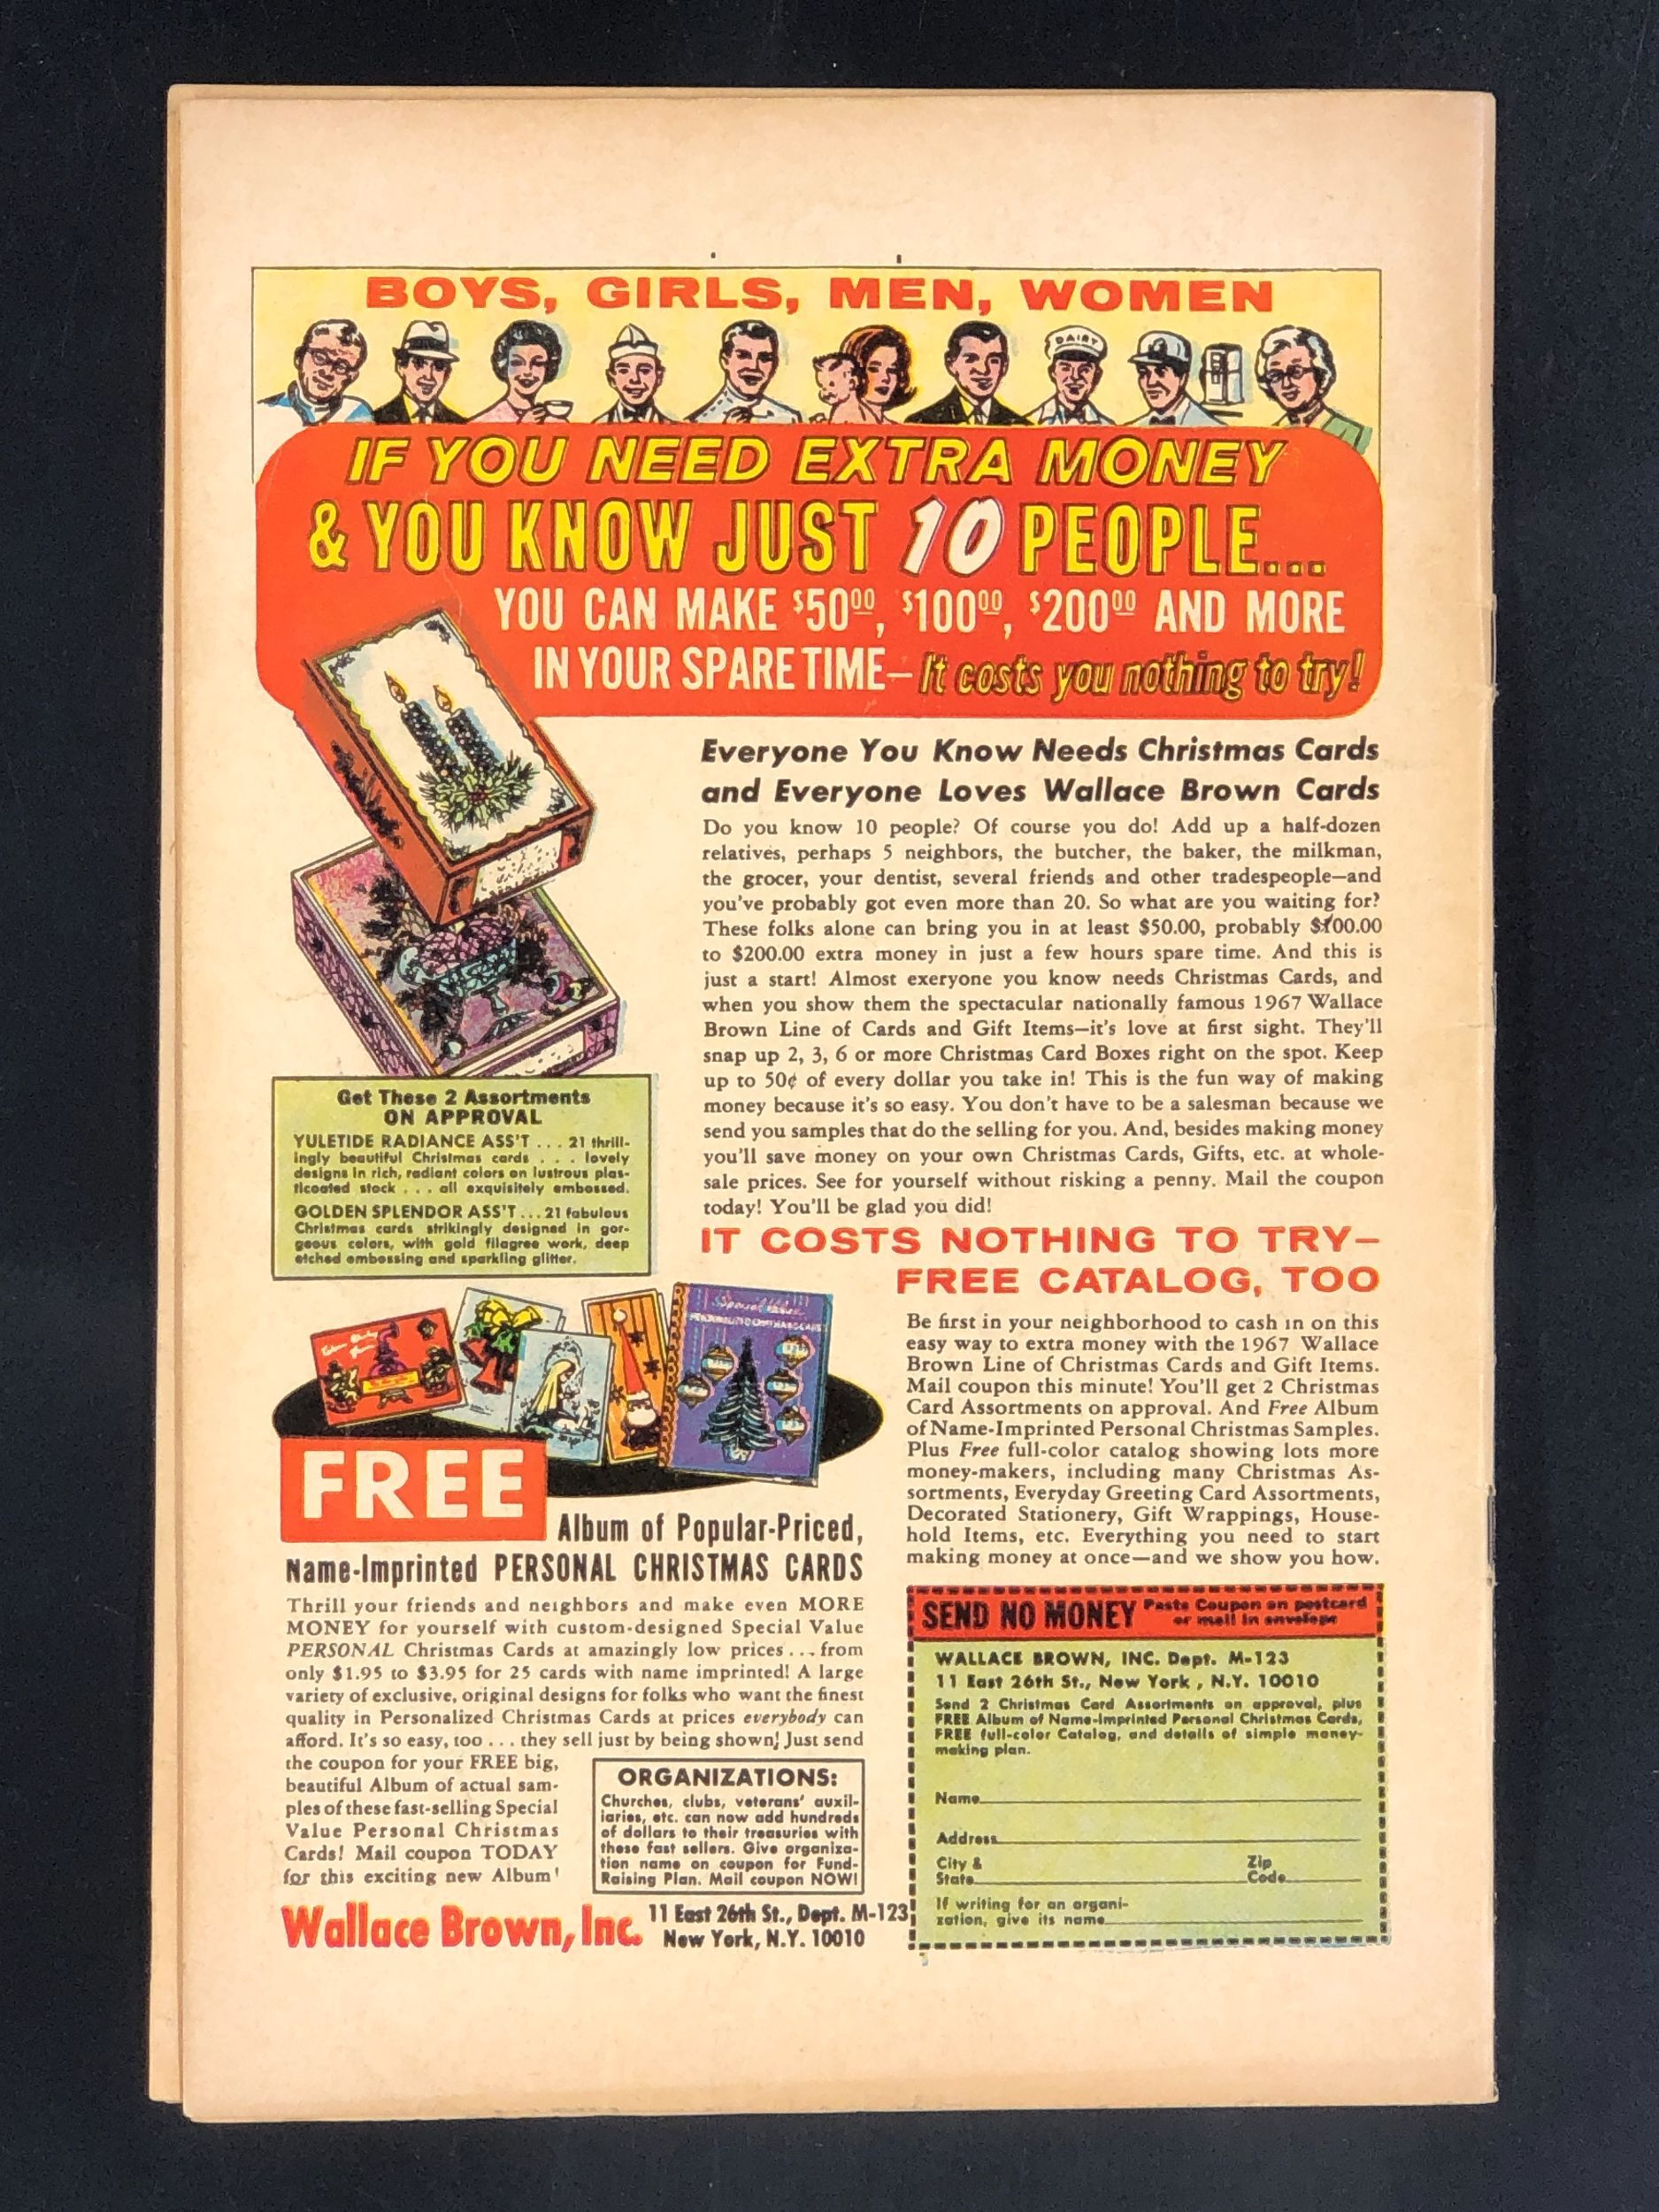 BOYS, GIRLS, MEN, WOMEN
DAIRY
IF YOU NEED EXTRA MONEY
& YOU KNOW JUST 10 PEOPLE...
YOU CAN MAKE $5000, $10000, $20000 AND MORE
IN YOUR SPARE TIME—It costs you nothing to try!
Everyone You Know Needs Christmas Cards
and Everyone Loves Wallace Brown Cards
Do you know 10 people? Of course you do! Add up a half-dozen
relatives, perhaps 5 neighbors, the butcher, the baker, the milkman,
the grocer, your dentist, several friends and other tradespeople—and
you've probably got even more than 20. So what are you waiting for?
These folks alone can bring you in at least $50.00, probably $100.00
to $200.00 extra money in just a few hours spare time. And this is
just a start! Almost exeryone you know needs Christmas Cards, and
when you show them the spectacular nationally famous 1967 Wallace
Brown Line of Cards and Gift Items—it's love at first sight. They'll
snap up 2, 3, 6 or more Christmas Card Boxes right on the spot. Keep
up to 50¢ of every dollar you take in! This is the fun way of making
money because it's so easy. You don't have to be a salesman because we
send you samples that do the selling for you. And, besides making money
you'll save money on your own Christmas Cards, Gifts, etc. at whole-
sale prices. See for yourself without risking a penny. Mail the coupon
today! You'll be glad you did!
Get These 2 Assortments
ON APPROVAL
YULETIDE RADIANCE ASS'T . . . 21 thrill-
ingly beautiful Christmas cards . . . lovely
designs in rich, radiant colors on lustrous plas-
ticoated stock . . . all exquisitely embossed.
GOLDEN SPLENDOR ASS'T . . . 21 fabulous
Christmas cards strikingly designed in gor-
geous colors, with gold filagree work, deep
etched embossing and sparkling glitter.
IT COSTS NOTHING TO TRY—
FREE CATALOG, TOO
Be first in your neighborhood to cash in on this
easy way to extra money with the 1967 Wallace
Brown Line of Christmas Cards and Gift Items.
Mail coupon this minute! You'll get 2 Christmas
Card Assortments on approval. And Free Album
of Name-Imprinted Personal Christmas Samples.
Plus Free full-color catalog showing lots more
money-makers, including many Christmas As-
sortments, Everyday Greeting Card Assortments,
Decorated Stationery, Gift Wrappings, House-
hold Items, etc. Everything you need to start
making money at once—and we show you how.
Special Value
FREE
Album of Popular-Priced,
Name-Imprinted PERSONAL CHRISTMAS CARDS
Thrill your friends and neighbors and make even MORE
MONEY for yourself with custom-designed Special Value
PERSONAL Christmas Cards at amazingly low prices . . . from
only $1.95 to $3.95 for 25 cards with name imprinted! A large
variety of exclusive, original designs for folks who want the finest
quality in Personalized Christmas Cards at prices everybody can
afford. It's so easy, too . . . they sell just by being shown! Just send
the coupon for your FREE big,
beautiful Album of actual sam-
ples of these fast-selling Special
Value Personal Christmas
Cards! Mail coupon TODAY
for this exciting new Album!
ORGANIZATIONS:
Churches, clubs, veterans' auxil-
iaries, etc. can now add hundreds
of dollars to their treasuries with
these fast sellers. Give organiza-
tion name on coupon for Fund-
Raising Plan. Mail coupon NOW!
Wallace Brown, Inc.
11 East 26th St., Dept. M-123
New York, N.Y. 10010
SEND NO MONEY Paste Coupon on postcard
or mail in envelope
WALLACE BROWN, INC. Dept. M-123
11 East 26th St., New York , N.Y. 10010
Send 2 Christmas Card Assortments on approval, plus
FREE Album of Name-Imprinted Personal Christmas Cards,
FREE full-color Catalog, and details of simple money-
making plan.
Name
Address
City & Zip
State Code
If writing for an organi-
zation, give its name